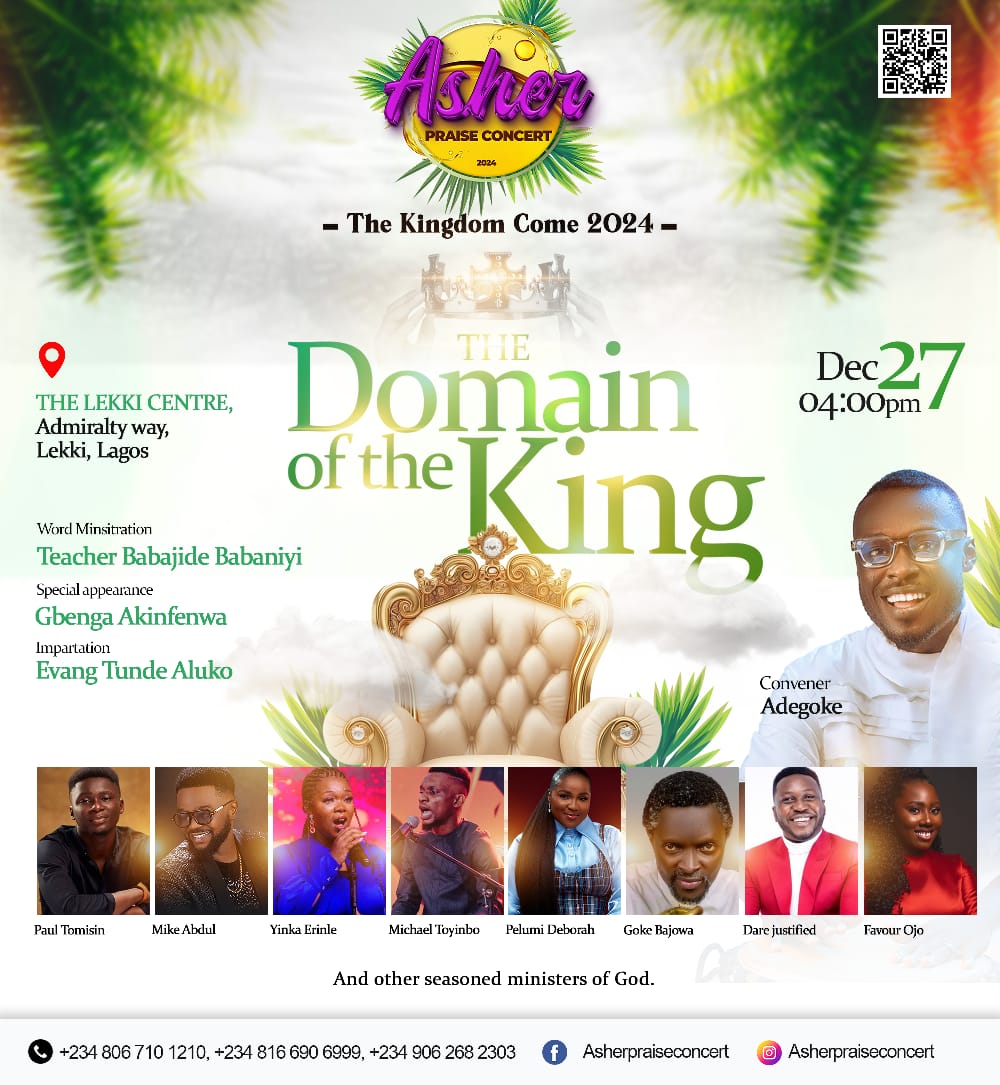 Asher
PRAISE CONCERT
2024
- The Kingdom Come 2024 -
THE
Domain
of the King
THE LEKKI CENTRE,
Admiralty way,
Lekki, Lagos
Dec 27
04:00pm
Word Minsitration
Teacher Babajide Babaniyi
Special appearance
Gbenga Akinfenwa
Impartation
Evang Tunde Aluko
Convener
Adegoke
Paul Tomisin
Mike Abdul
Yinka Erinle
Michael Toyinbo
Pelumi Deborah
Goke Bajowa
Dare justified
Favour Ojo
And other seasoned ministers of God.
+234 806 710 1210, +234 816 690 6999, +234 906 268 2303
Asherpraiseconcert
Asherpraiseconcert